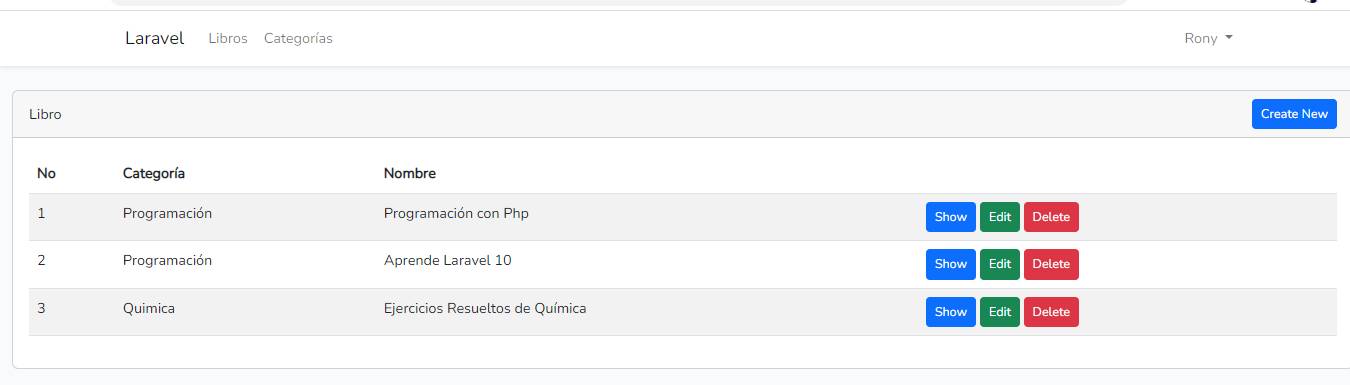 Laravel Libros Categorías Rony
Libro Create New
No Categoría Nombre
1 Programación Programación con Php Show Edit Delete
2 Programación Aprende Laravel 10 Show Edit Delete
3 Quimica Ejercicios Resueltos de Química Show Edit Delete